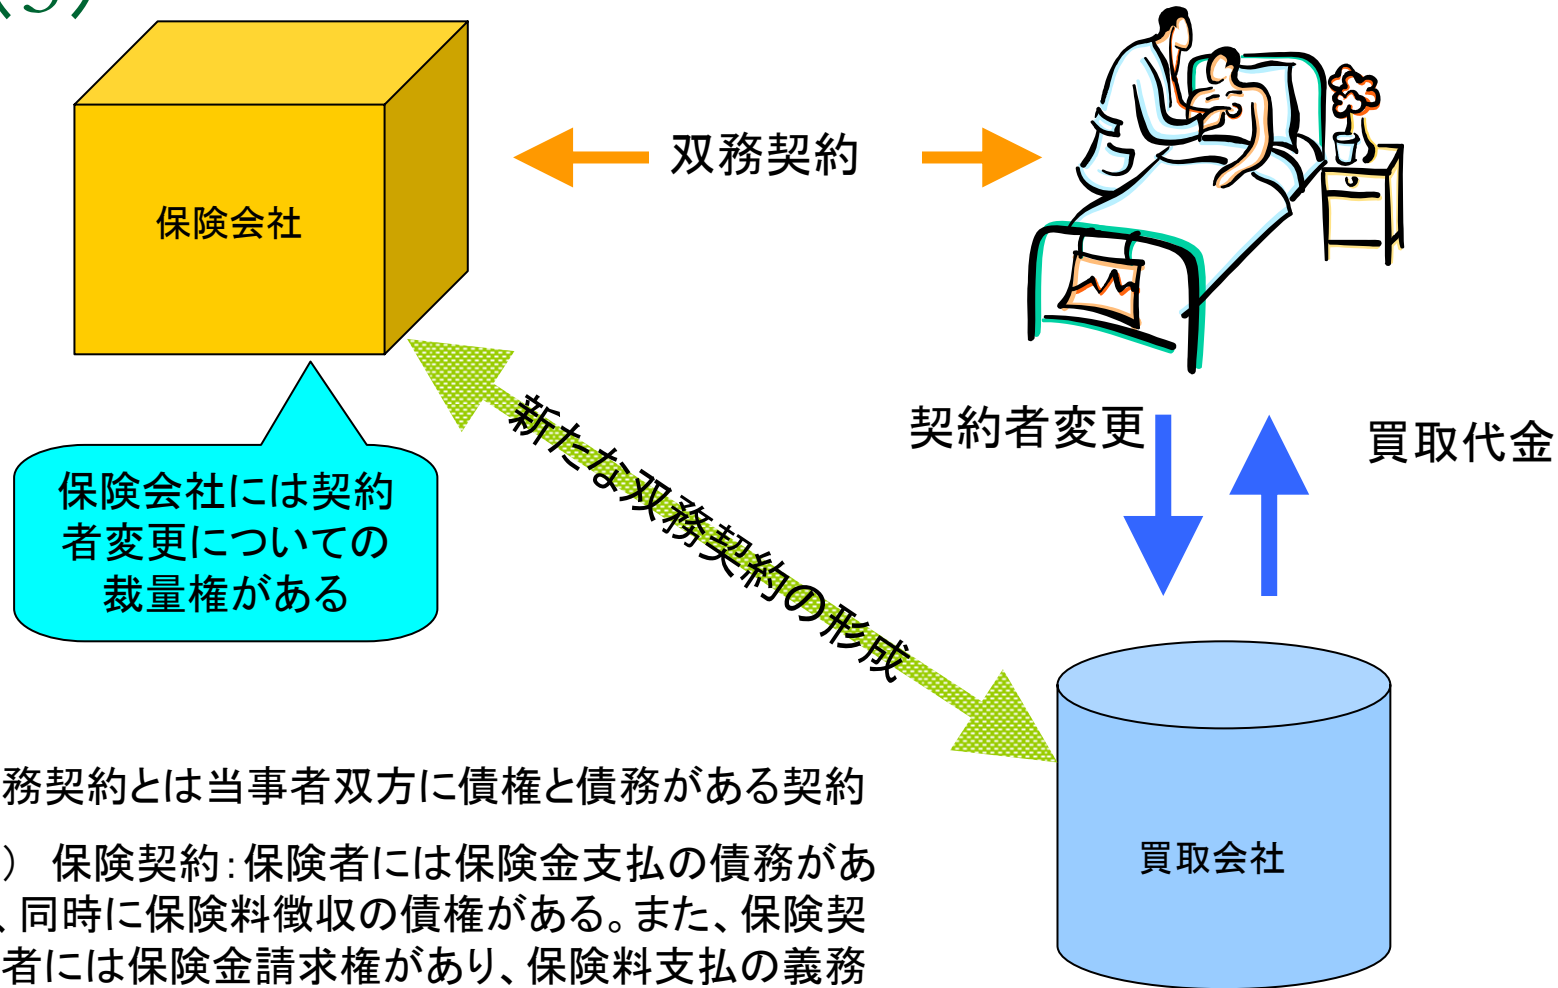 双務契約
保険会社
新たな双務契約の形成
契約者変更
買取代金
保険会社には契約
者変更についての
裁量権がある
務契約とは当事者双方に債権と債務がある契約
） 保険契約：保険者には保険金支払の債務があ
、同時に保険料徴収の債権がある。また、保険契
者には保険金請求権があり、保険料支払の義務
買取会社